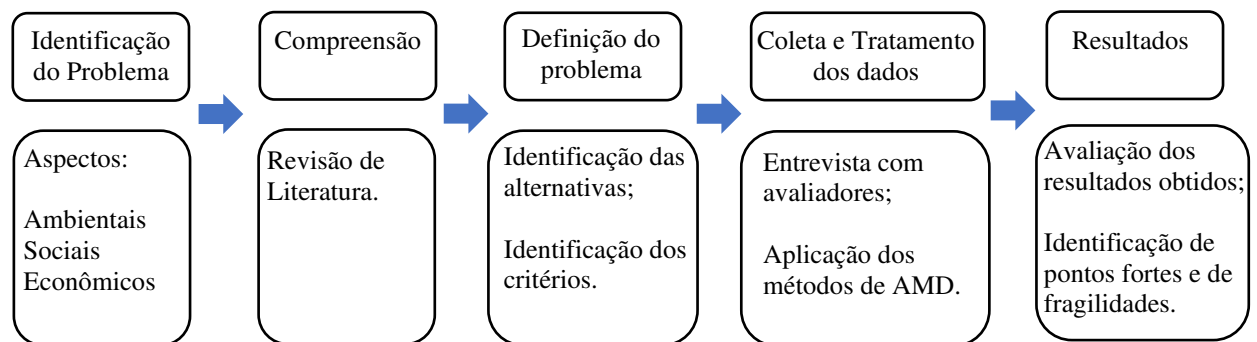 Identificação
do Problema
Aspectos:
Ambientais
Sociais
Econômicos
Compreensão
Revisão de
Literatura.
Definição do
problema
Identificação das
alternativas;
Identificação dos
critérios.
Coleta e Tratamento
dos dados
Entrevista com
avaliadores;
Aplicação dos
métodos de AMD.
Resultados
Avaliação dos
resultados obtidos;
Identificação de
pontos fortes e de
fragilidades.